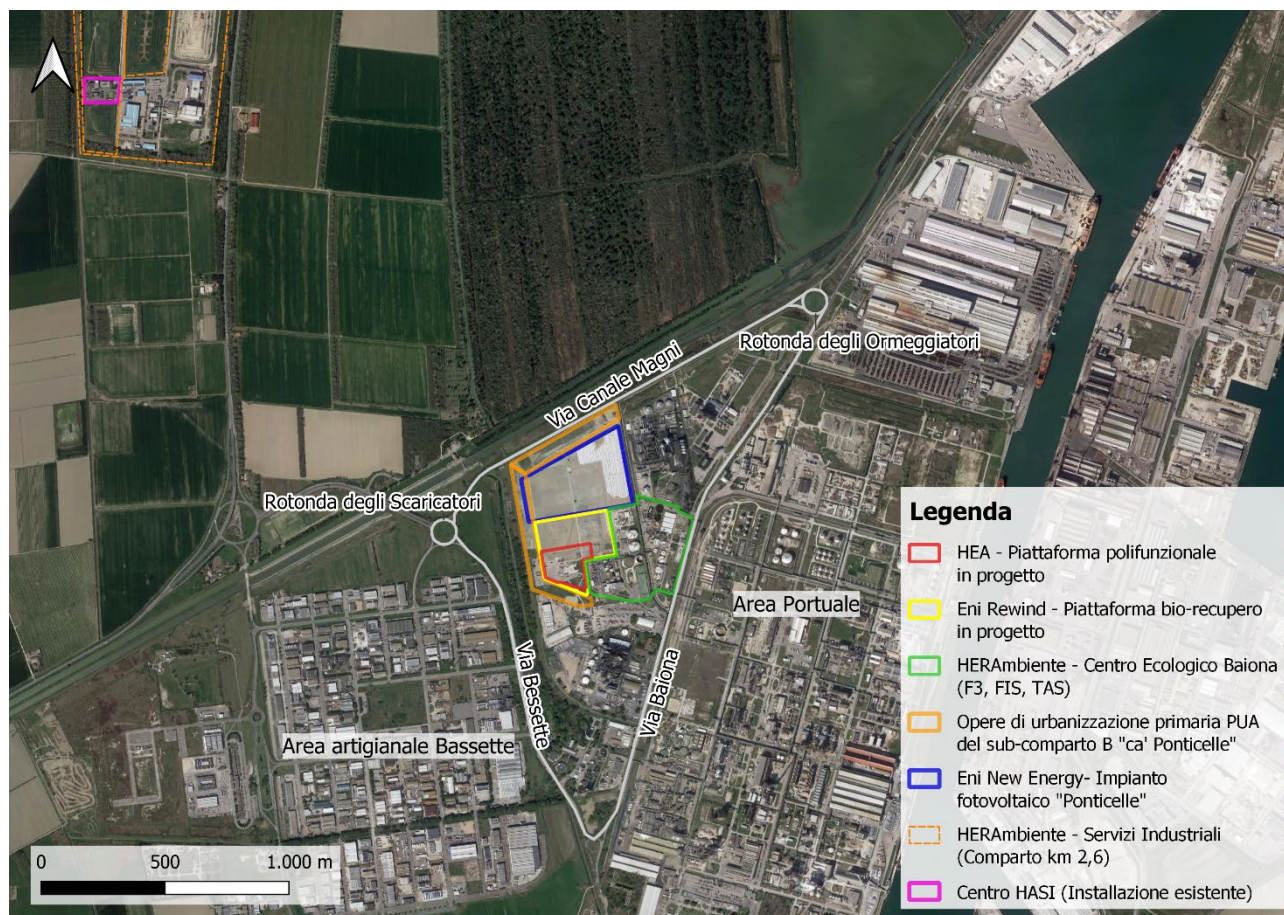 Via Canale Magni
Rotonda degli Ormeggiatori
Rotonda degli Scaricatori
Area Portuale
Via Bessette
Via Baiona
Area artigianale Bassette
0 500 1.000 m
Legenda
HEA - Piattaforma polifunzionale
in progetto
Eni Rewind - Piattaforma bio-recupero
in progetto
HERAmbiente - Centro Ecologico Baiona
(F3, FIS, TAS)
Opere di urbanizzazione primaria PUA
del sub-comparto B "ca' Ponticelle"
Eni New Energy- Impianto
fotovoltaico "Ponticelle"
HERAmbiente - Servizi Industriali
(Comparto km 2,6)
Centro HASI (Installazione esistente)